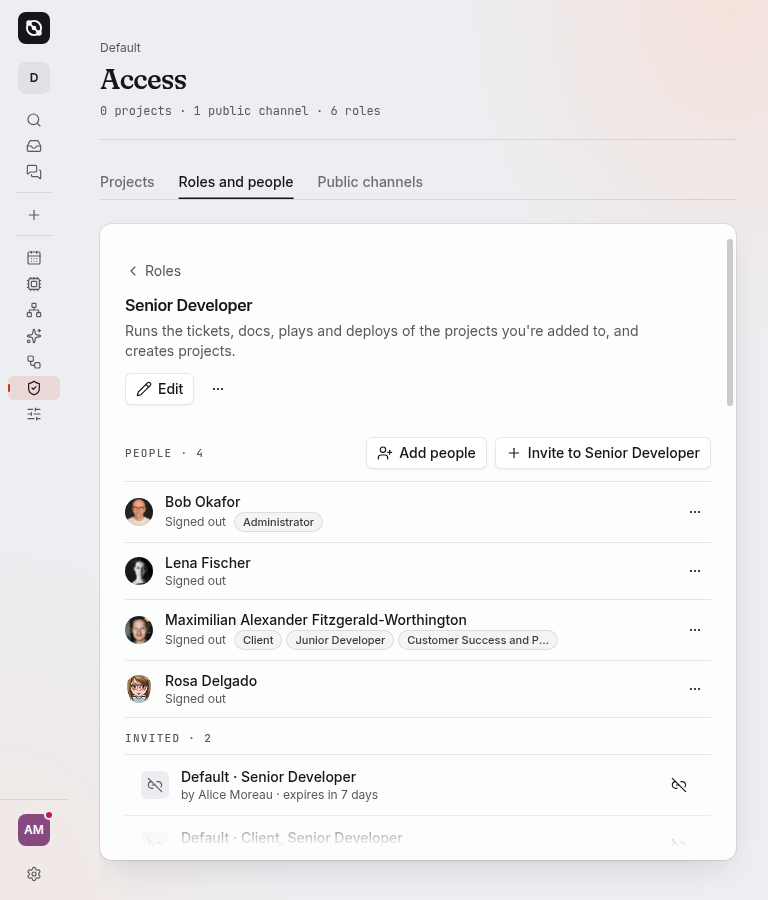 D
Default
Access
0 projects · 1 public channel · 6 roles
Projects
Roles and people
Public channels
Roles
Senior Developer
Runs the tickets, docs, plays and deploys of the projects you're added to, and
creates projects.
Edit
PEOPLE · 4
Add people
Invite to Senior Developer
Bob Okafor
Signed out
Administrator
Lena Fischer
Signed out
Maximilian Alexander Fitzgerald-Worthington
Signed out
Client
Junior Developer
Customer Success and P...
Rosa Delgado
Signed out
INVITED · 2
Default · Senior Developer
by Alice Moreau · expires in 7 days
Default · Client, Senior Developer
AM